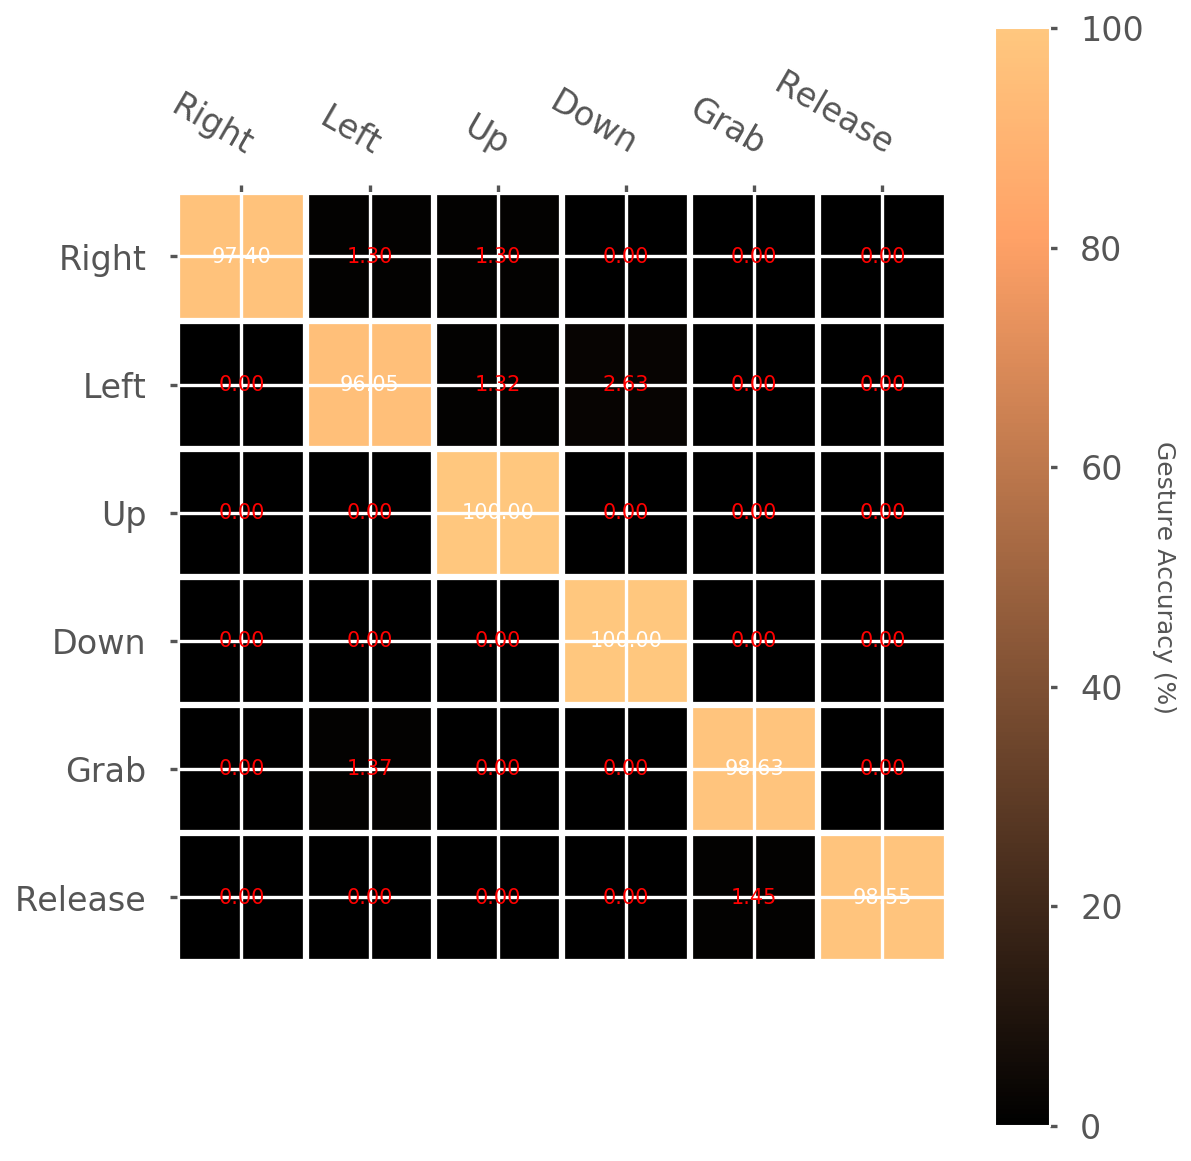 Right Left Up Down Grab Release
Right 97.40 1.30 1.30 0.00 0.00 0.00
Left 0.00 96.05 1.32 2.63 0.00 0.00
Up 0.00 0.00 100.00 0.00 0.00 0.00
Down 0.00 0.00 0.00 100.00 0.00 0.00
Grab 0.00 1.37 0.00 0.00 98.63 0.00
Release 0.00 0.00 0.00 0.00 1.45 98.55
100
80
60
40
20
0
Gesture Accuracy (%)